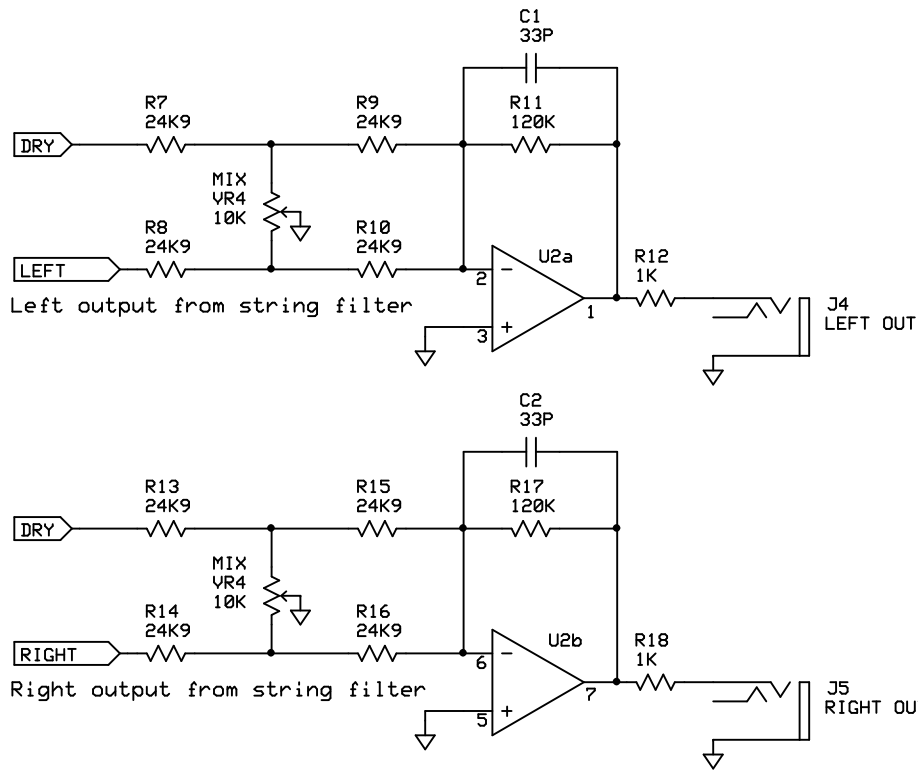 C1
33P
R7
24K9
R9
24K9
R11
120K
DRY
MIX
VR4
10K
R8
24K9
R10
24K9
U2a
R12
1K
LEFT
2
−
1
3
+
J4
LEFT OUT
Left output from string filter
C2
33P
R13
24K9
R15
24K9
R17
120K
DRY
MIX
VR4
10K
R14
24K9
R16
24K9
U2b
R18
1K
RIGHT
6
−
7
5
+
J5
RIGHT OU
Right output from string filter